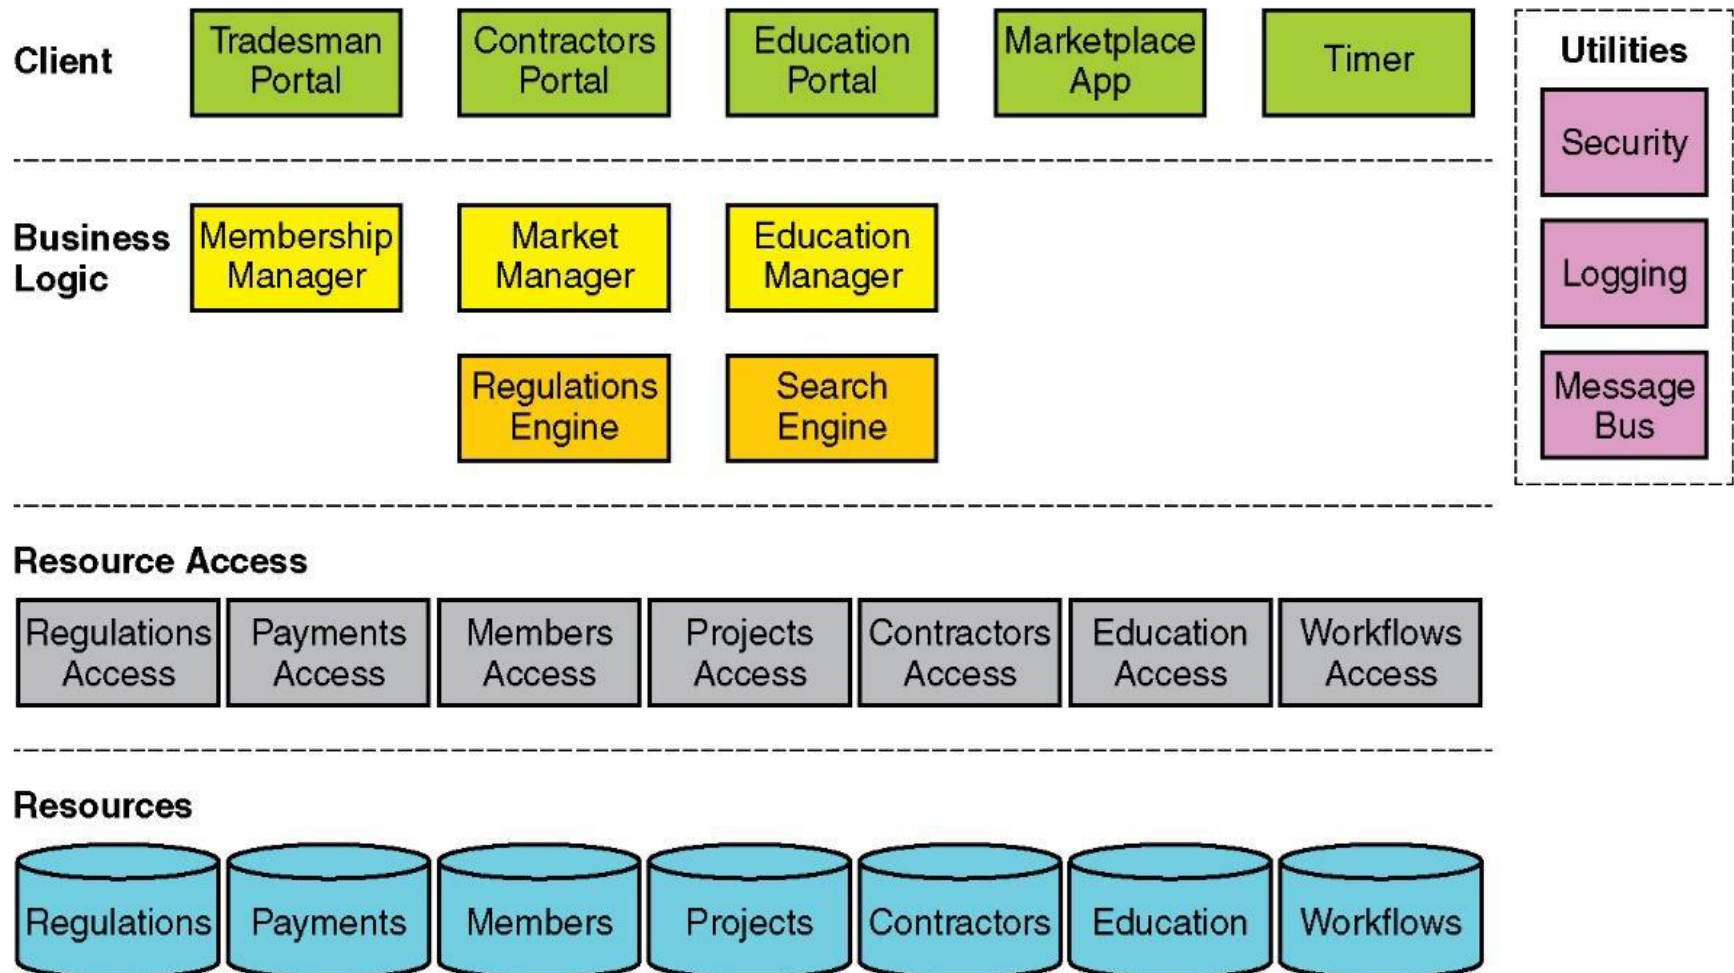 Client
Tradesman
Portal
Contractors
Portal
Education
Portal
Marketplace
App
Timer
Utilities
Security
Logging
Message
Bus
Business
Logic
Membership
Manager
Market
Manager
Education
Manager
Regulations
Engine
Search
Engine
Resource Access
Regulations
Access
Payments
Access
Members
Access
Projects
Access
Contractors
Access
Education
Access
Workflows
Access
Resources
Regulations
Payments
Members
Projects
Contractors
Education
Workflows